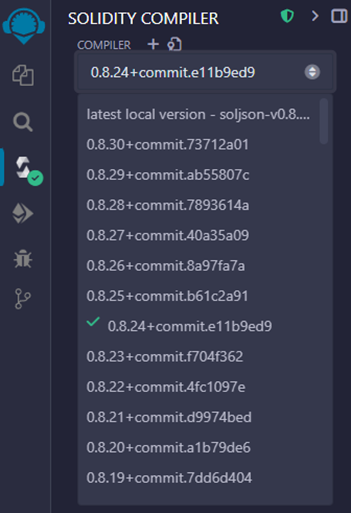 SOLIDITY COMPILER
COMPILER
0.8.24+commit.e11b9ed9
latest local version - soljson-v0.8....
0.8.30+commit.73712a01
0.8.29+commit.ab55807c
0.8.28+commit.7893614a
0.8.27+commit.40a35a09
0.8.26+commit.8a97fa7a
0.8.25+commit.b61c2a91
0.8.24+commit.e11b9ed9
0.8.23+commit.f704f362
0.8.22+commit.4fc1097e
0.8.21+commit.d9974bed
0.8.20+commit.a1b79de6
0.8.19+commit.7dd6d404